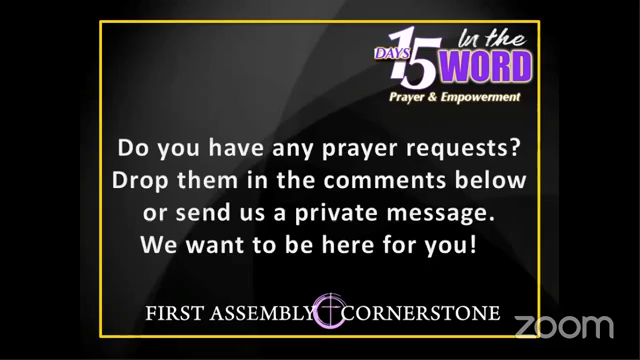 15 DAYS In the WORD
Prayer & Empowerment
Do you have any prayer requests?
Drop them in the comments below
or send us a private message.
We want to be here for you!
FIRST ASSEMBLY CORNERSTONE
zoom